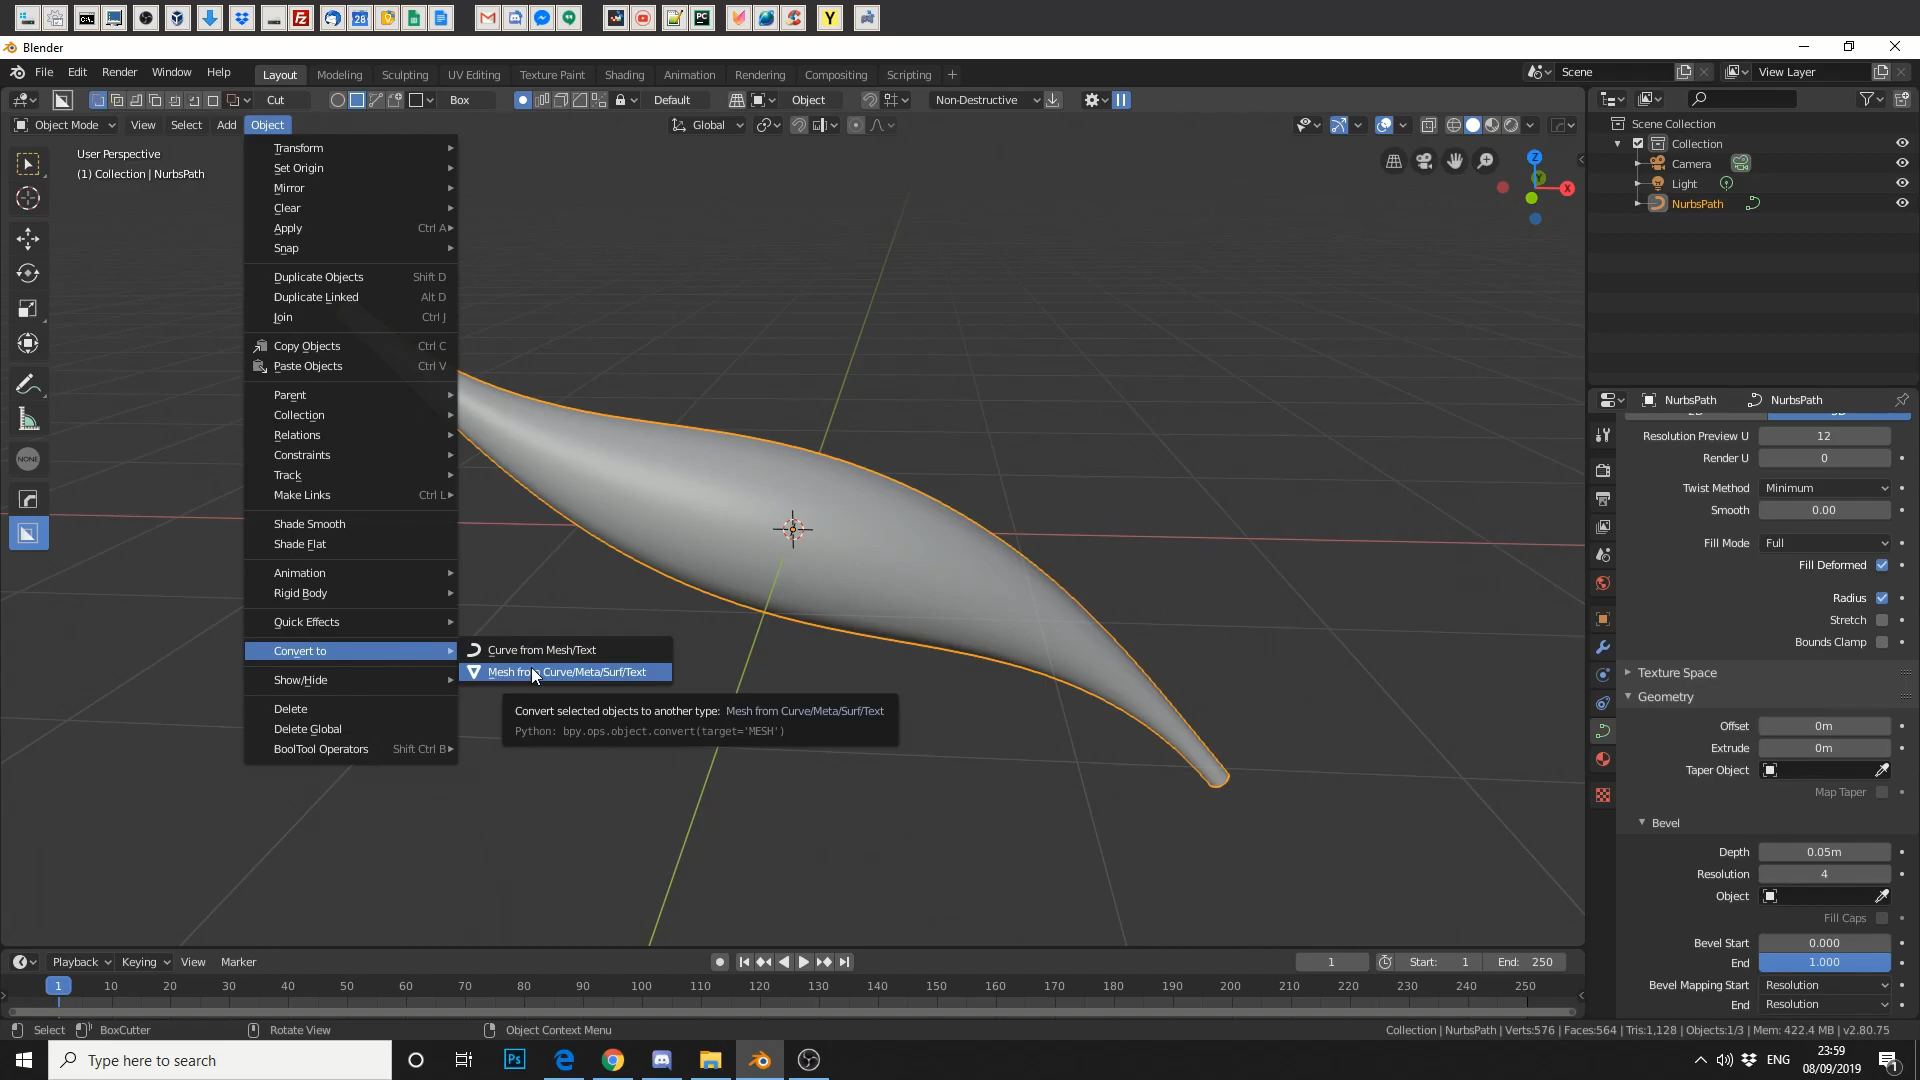 Blender
File Edit Render Window Help
Layout Modeling Sculpting UV Editing Texture Paint Shading Animation Rendering Compositing Scripting +
Scene
View Layer
Cut
Box
Default
Object
Non-Destructive
Object Mode View Select Add Object
Global
User Perspective
(1) Collection | NurbsPath
Transform
Set Origin
Mirror
Clear
Apply Ctrl A
Snap
Duplicate Objects Shift D
Duplicate Linked Alt D
Join Ctrl J
Copy Objects Ctrl C
Paste Objects Ctrl V
Parent
Collection
Relations
Constraints
Track
Make Links Ctrl L
Shade Smooth
Shade Flat
Animation
Rigid Body
Quick Effects
Convert to
Show/Hide
Delete
Delete Global
BoolTool Operators Shift Ctrl B
Curve from Mesh/Text
Mesh from Curve/Meta/Surf/Text
Convert selected objects to another type: Mesh from Curve/Meta/Surf/Text
Python: bpy.ops.object.convert(target='MESH')
NONE
Z
Y
X
Scene Collection
Collection
Camera
Light
NurbsPath
NurbsPath NurbsPath
Resolution Preview U 12
Render U 0
Twist Method Minimum
Smooth 0.00
Fill Mode Full
Fill Deformed
Radius
Stretch
Bounds Clamp
Texture Space
Geometry
Offset 0m
Extrude 0m
Taper Object
Map Taper
Bevel
Depth 0.05m
Resolution 4
Object
Fill Caps
Bevel Start 0.000
End 1.000
Bevel Mapping Start Resolution
End Resolution
Playback Keying View Marker
1
Start: 1
End: 250
1 10 20 30 40 50 60 70 80 90 100 110 120 130 140 150 160 170 180 190 200 210 220 230 240 250
Select BoxCutter Rotate View Object Context Menu
Collection | NurbsPath | Verts:576 | Faces:564 | Tris:1,128 | Objects:1/3 | Mem: 422.4 MB | v2.80.75
Type here to search
Ps
ENG
23:59
08/09/2019
1